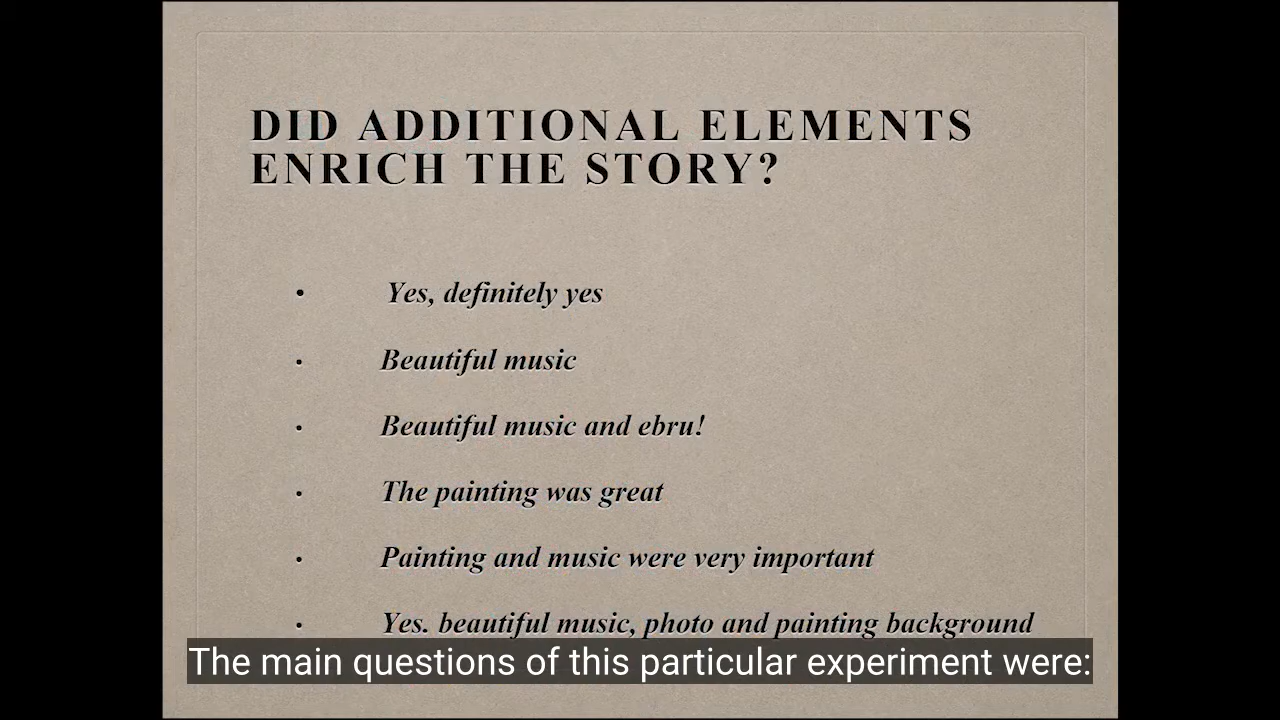 DID ADDITIONAL ELEMENTS
ENRICH THE STORY?
• Yes, definitely yes
• Beautiful music
• Beautiful music and ebru!
• The painting was great
• Painting and music were very important
• Yes. beautiful music, photo and painting background
The main questions of this particular experiment were: